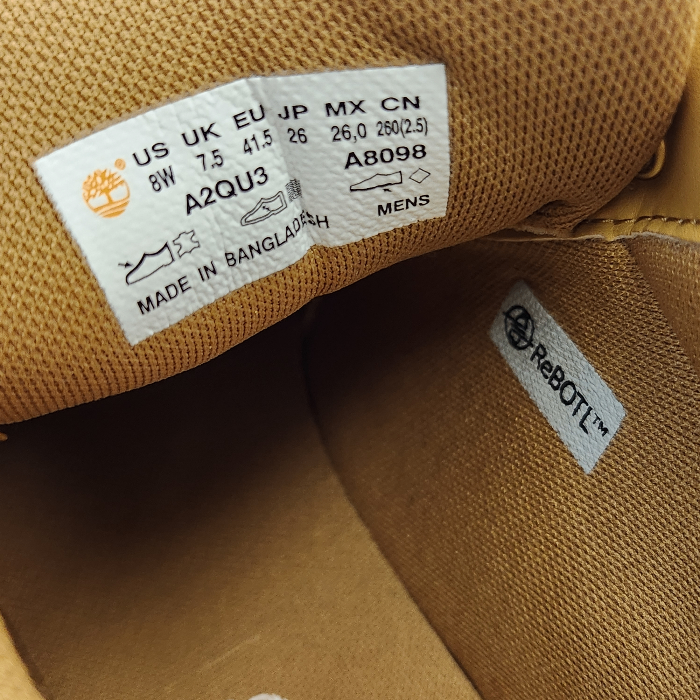 US UK EU JP MX CN
8W 7.5 41.5 26 26,0 260(2.5)
A2QU3 A8098
MENS
MADE IN BANGLADESH
ReBOTL™